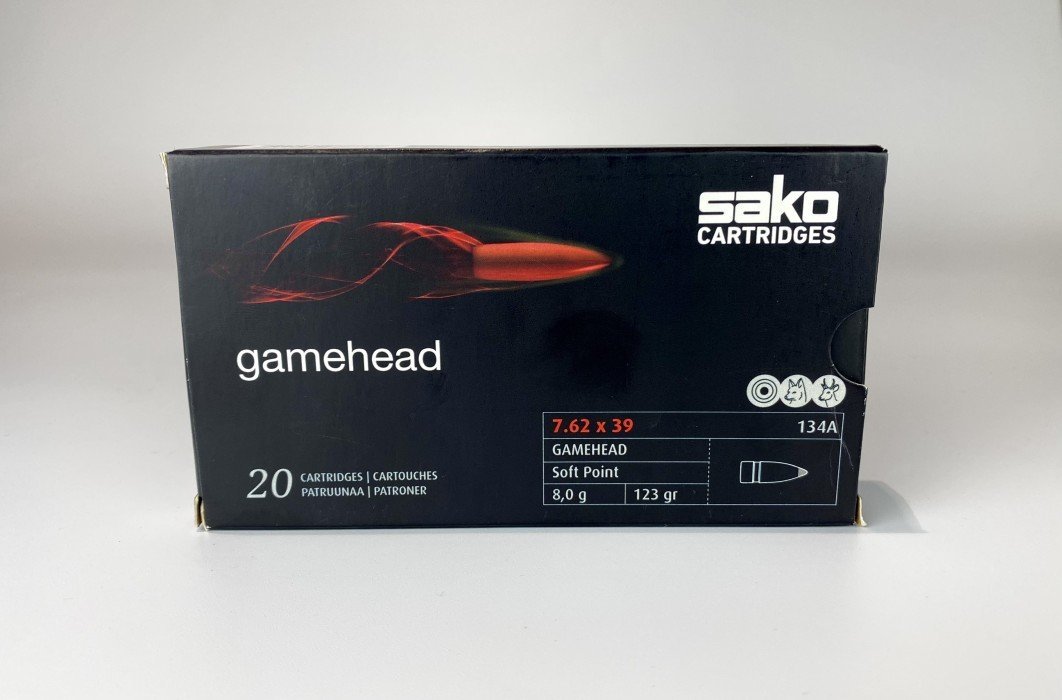 sako
CARTRIDGES
gamehead
7.62 x 39 134A
GAMEHEAD
Soft Point
8,0 g 123 gr
20 CARTRIDGES | CARTOUCHES
PATRUUNAA | PATRONER